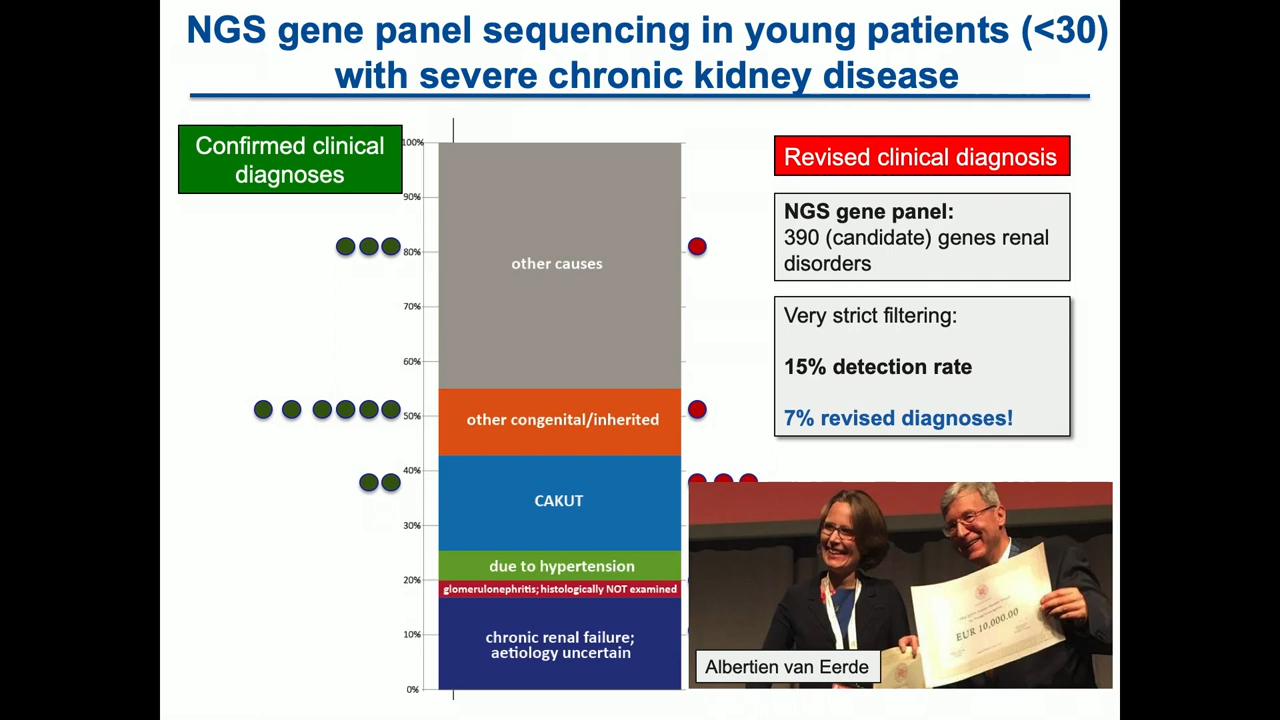 NGS gene panel sequencing in young patients (<30)
with severe chronic kidney disease
Confirmed clinical
diagnoses
Revised clinical diagnosis
NGS gene panel:
390 (candidate) genes renal
disorders
Very strict filtering:
15% detection rate
7% revised diagnoses!
100%
90%
80%
70%
60%
50%
40%
30%
20%
10%
0%
other causes
other congenital/inherited
CAKUT
due to hypertension
glomerulonephritis; histologically NOT examined
chronic renal failure;
aetiology uncertain
EUR 10,000.00
Albertien van Eerde